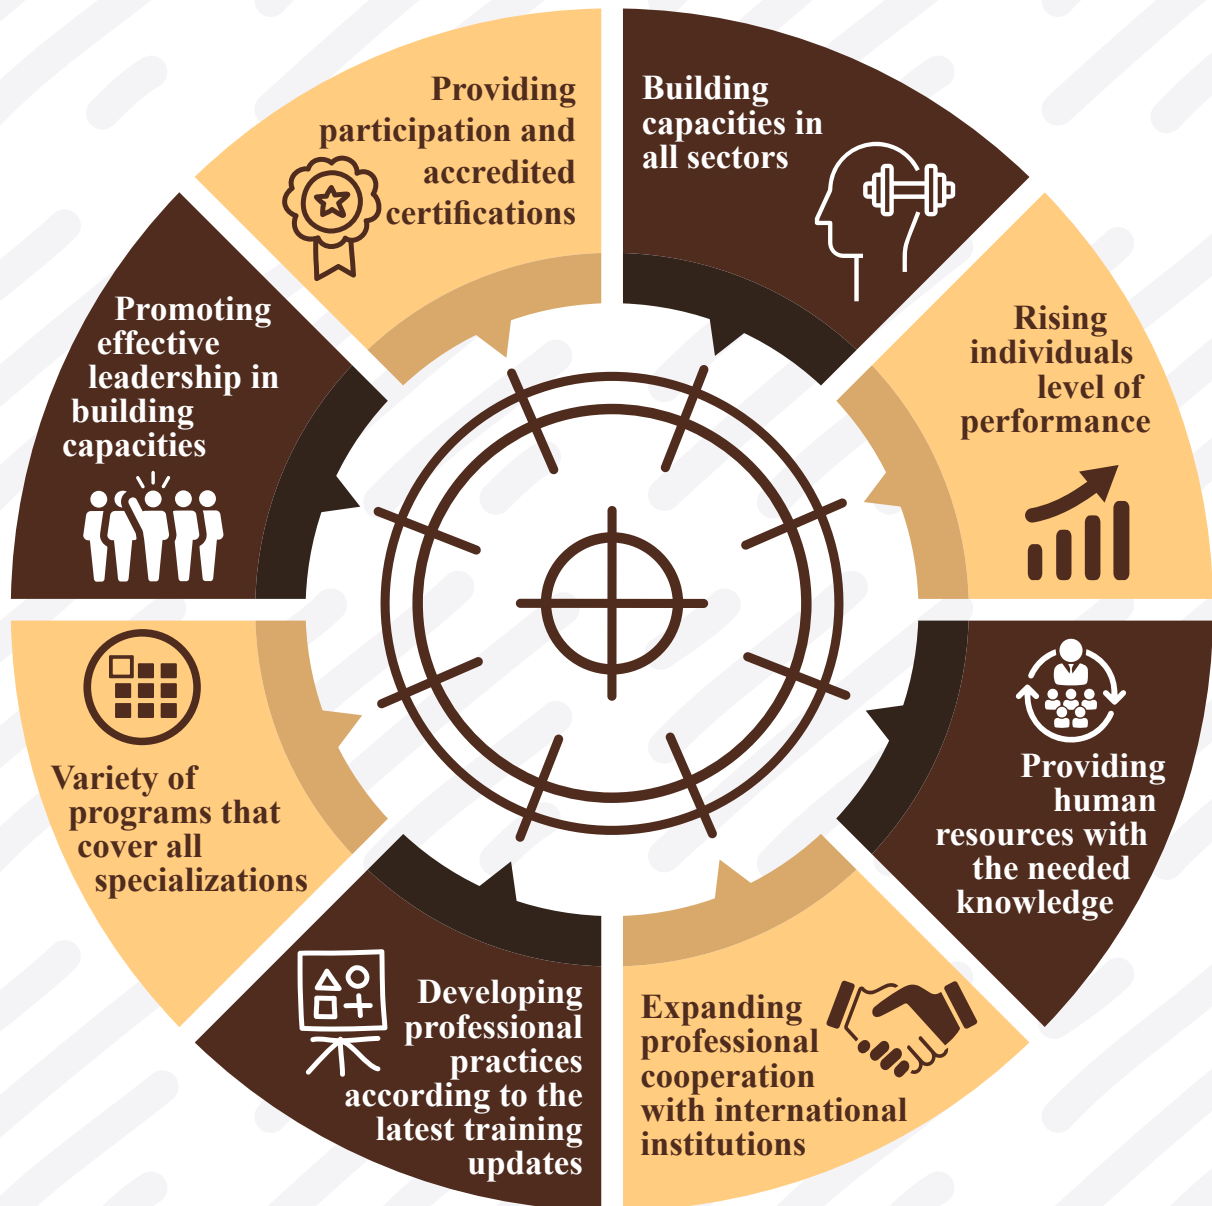 Building
capacities in
all sectors
Rising
individuals
level of
performance
Providing
human
resources with
the needed
knowledge
Expanding
professional
cooperation
with international
institutions
Developing
professional
practices
according to the
latest training
updates
Variety of
programs that
cover all
specializations
Promoting
effective
leadership in
building
capacities
Providing
participation and
accredited
certifications